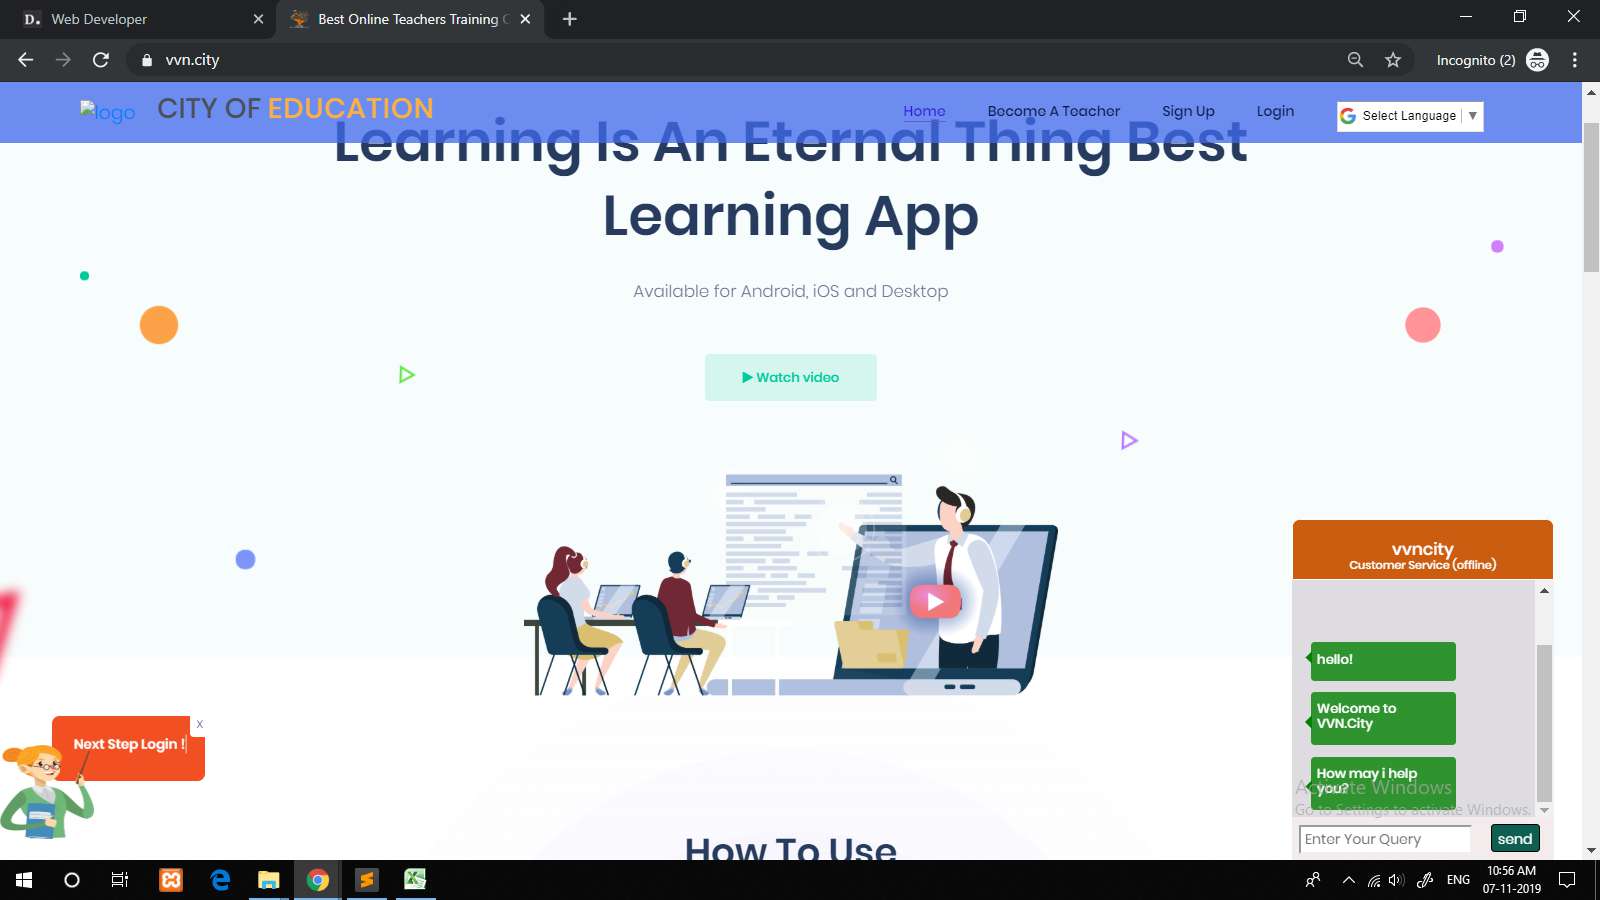 Web Developer
Best Online Teachers Training C
vvn.city
Incognito (2)
logo
CITY OF EDUCATION
Home
Become A Teacher
Sign Up
Login
Select Language
Learning Is An Eternal Thing Best
Learning App
Available for Android, iOS and Desktop
Watch video
Next Step Login !
x
vvncity
Customer Service (offline)
hello!
Welcome to
VVN.City
How may i help
you?
Activate Windows
Go to Settings to activate Windows.
Enter Your Query
send
How To Use
ENG
10:56 AM
07-11-2019